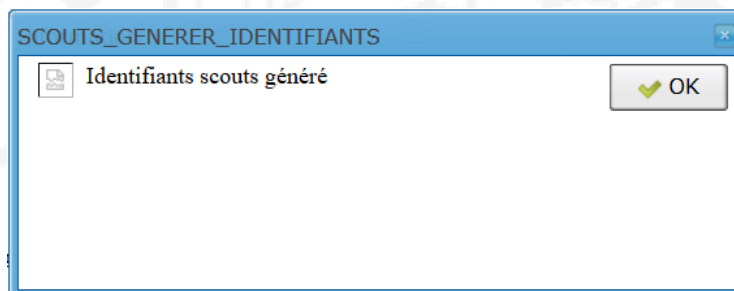 SCOUTS_GENERER_IDENTIFIANTS
Identifiants scouts généré
OK